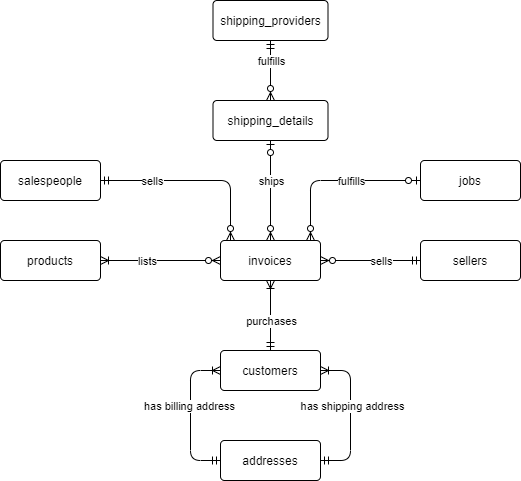 shipping_providers
fulfills
shipping_details
salespeople
sells
ships
fulfills
jobs
products
lists
invoices
sells
sellers
purchases
customers
has billing address
has shipping address
addresses